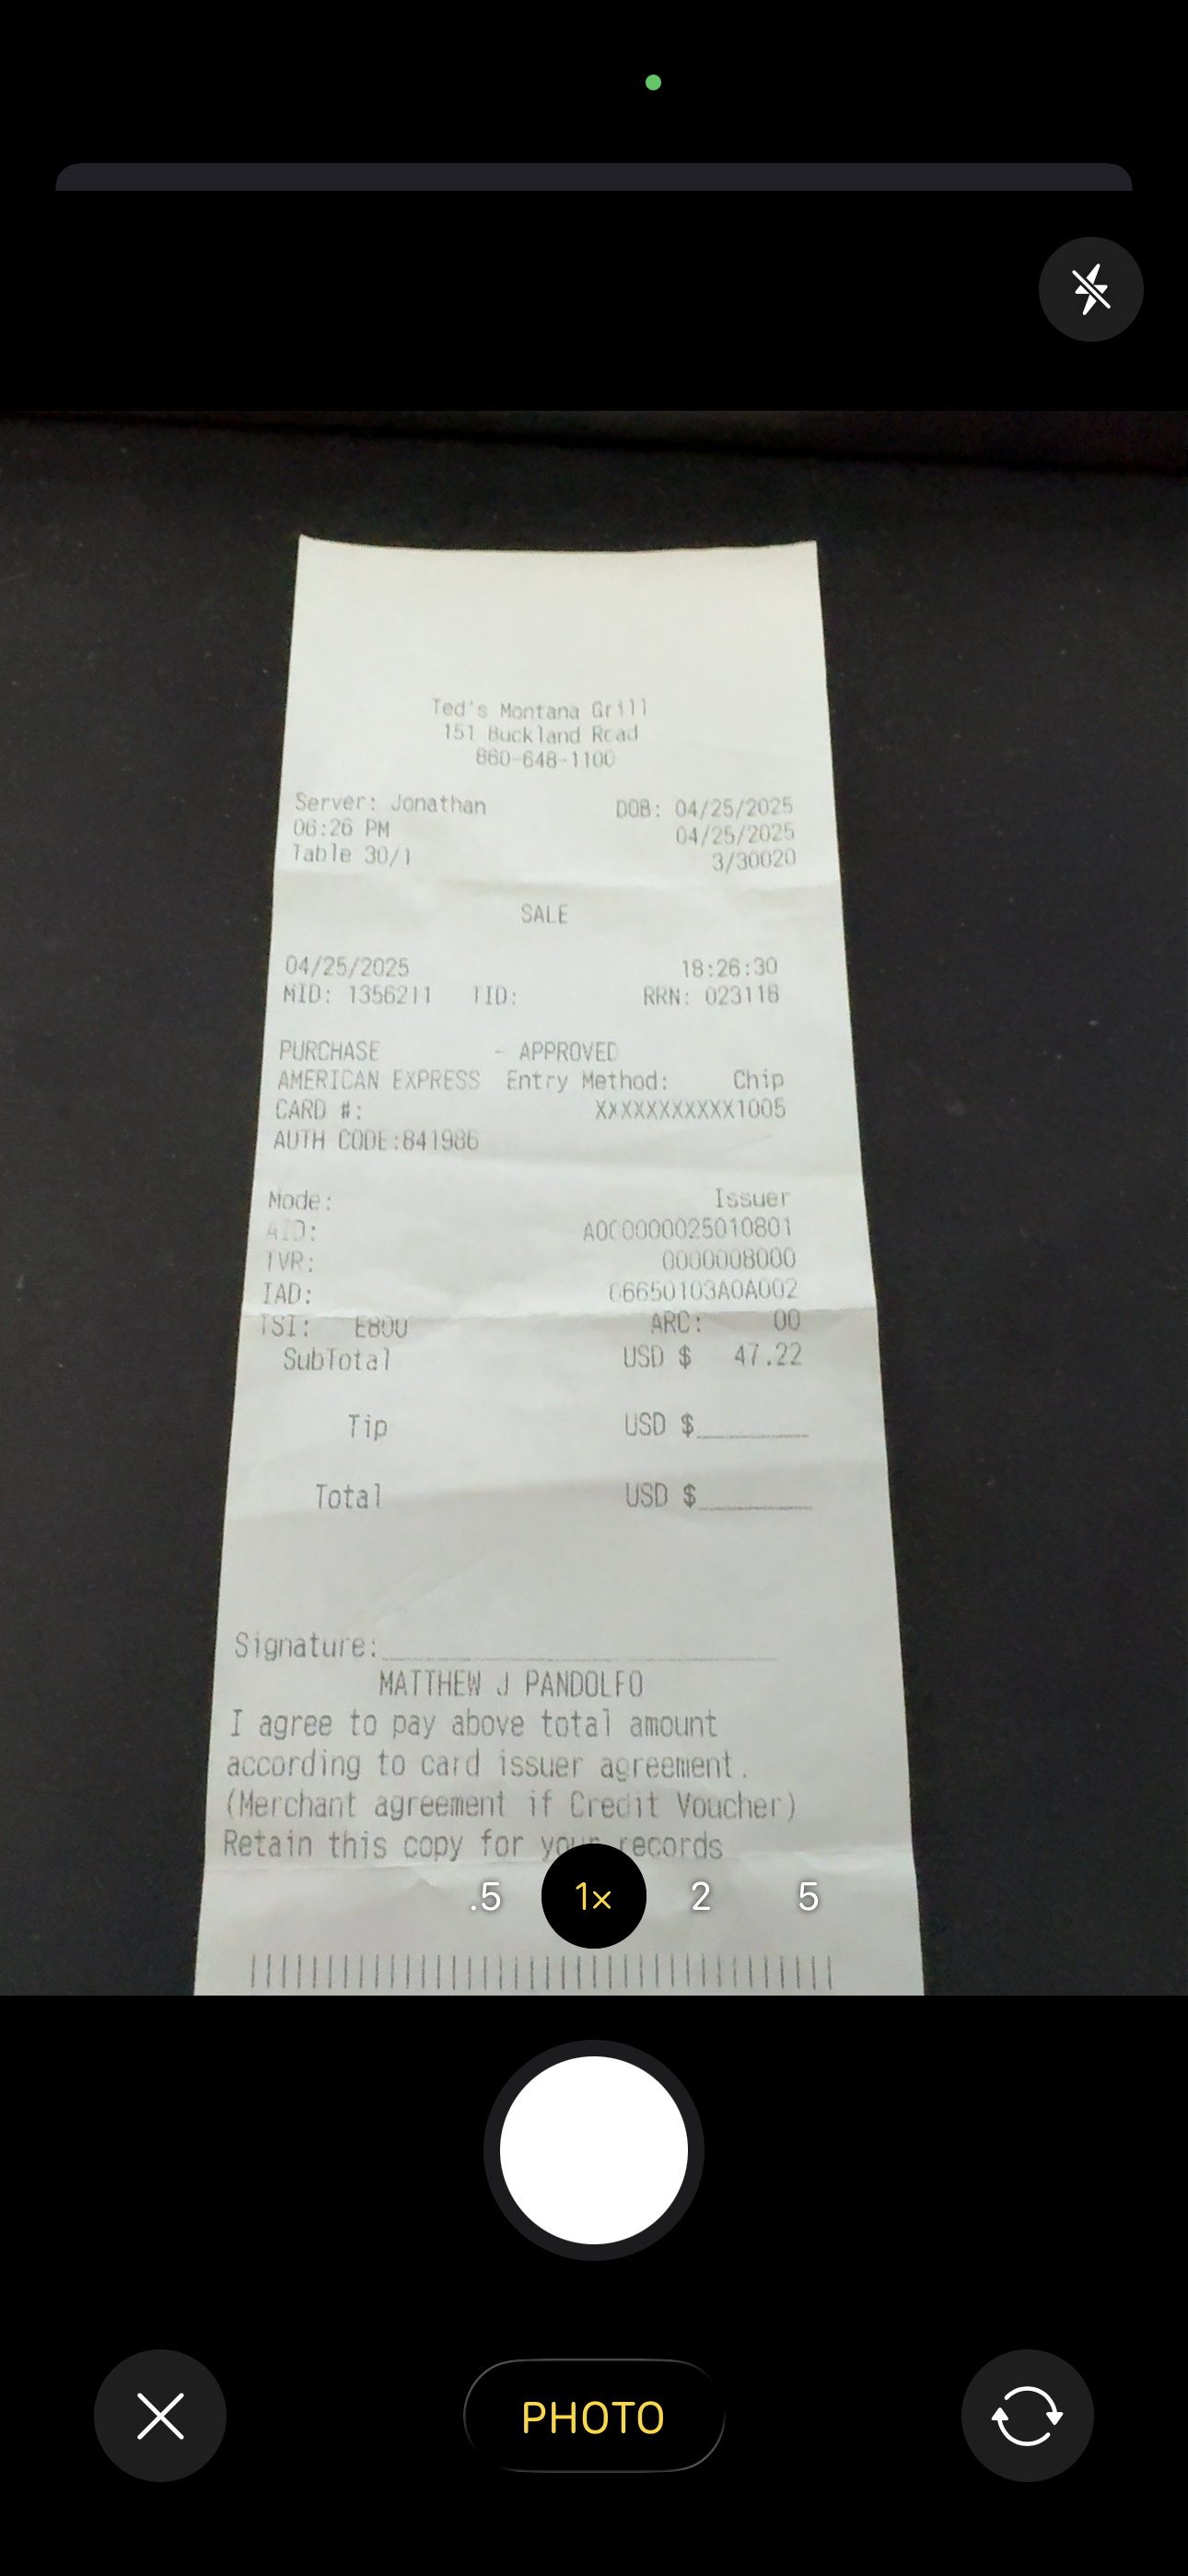 Ted's Montana Grill
151 Buckland Road
860-648-1100
Server: Jonathan DOB: 04/25/2025
06:26 PM 04/25/2025
Table 30/1 3/30020
SALE
04/25/2025 18:26:30
MID: 1356211 TID: RRN: 023118
PURCHASE - APPROVED
AMERICAN EXPRESS Entry Method: Chip
CARD #: XXXXXXXXXXX1005
AUTH CODE:841986
Mode: Issuer
AID: A000000025010801
TVR: 0000008000
IAD: 06650103A0A002
TSI: E800 ARC: 00
SubTotal USD $ 47.22
Tip USD $
Total USD $
Signature:
MATTHEW J PANDOLFO
I agree to pay above total amount
according to card issuer agreement.
(Merchant agreement if Credit Voucher)
Retain this copy for your records
.5 1× 2 5
PHOTO